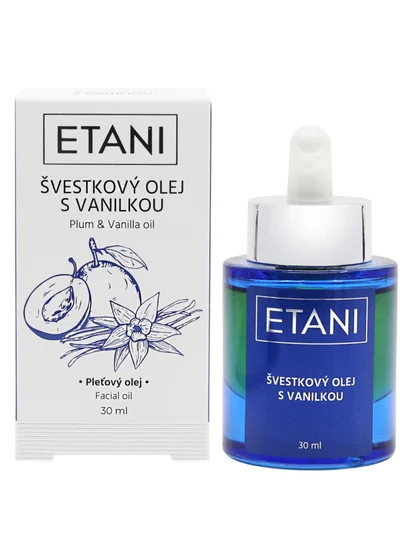 ETANI
ŠVESTKOVÝ OLEJ
S VANILKOU
Plum & Vanilla oil
• Pleťový olej •
Facial oil
30 ml
ETANI
ŠVESTKOVÝ OLEJ
S VANILKOU
30 ml